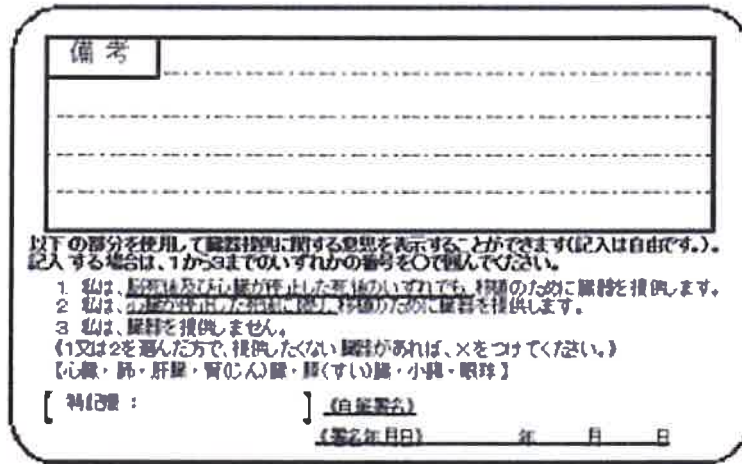 備考
以下の部分を使用して臓器提供に関する意思を表示することができます(記入は自由です。)。
記入する場合は、1から3までのいずれかの番号を〇で囲んでください。
1 私は、脳死後及び心臓が停止した死後のいずれでも、移植のために臓器を提供します。
2 私は、心臓が停止した死後に限り、移植のために臓器を提供します。
3 私は、臓器を提供しません。
《1又は2を選んだ方で、提供したくない臓器があれば、×をつけてください。》
【心臓・肺・肝臓・腎(じん)臓・膵(すい)臓・小腸・眼球】
[特記欄: ] 《自筆署名》
《署名年月日》 年 月 日